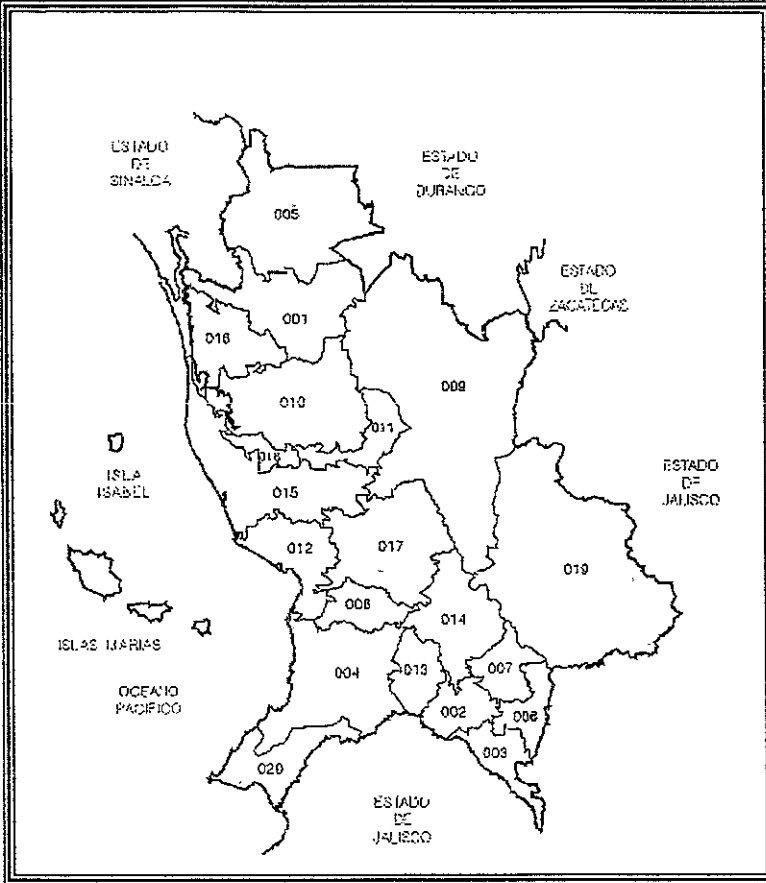 ESTADO
DE
SINALOA
ESTADO
DE
DURANGO
005
ESTADO
DE
ZACATECAS
001
016
009
010
011
018
ISLA
ISABEL
ESTADO
DE
JALISCO
015
012
017
019
008
014
ISLAS MARIAS
004
013
007
OCEANO
PACIFICO
002
006
003
020
ESTADO
DE
JALISCO